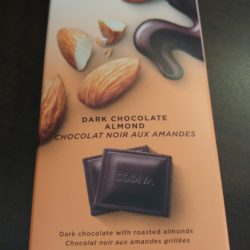 DARK CHOCOLATE
ALMOND
CHOCOLAT NOIR AUX AMANDES
GODIVA
Dark chocolate with roasted almonds
Chocolat noir aux amandes grillées